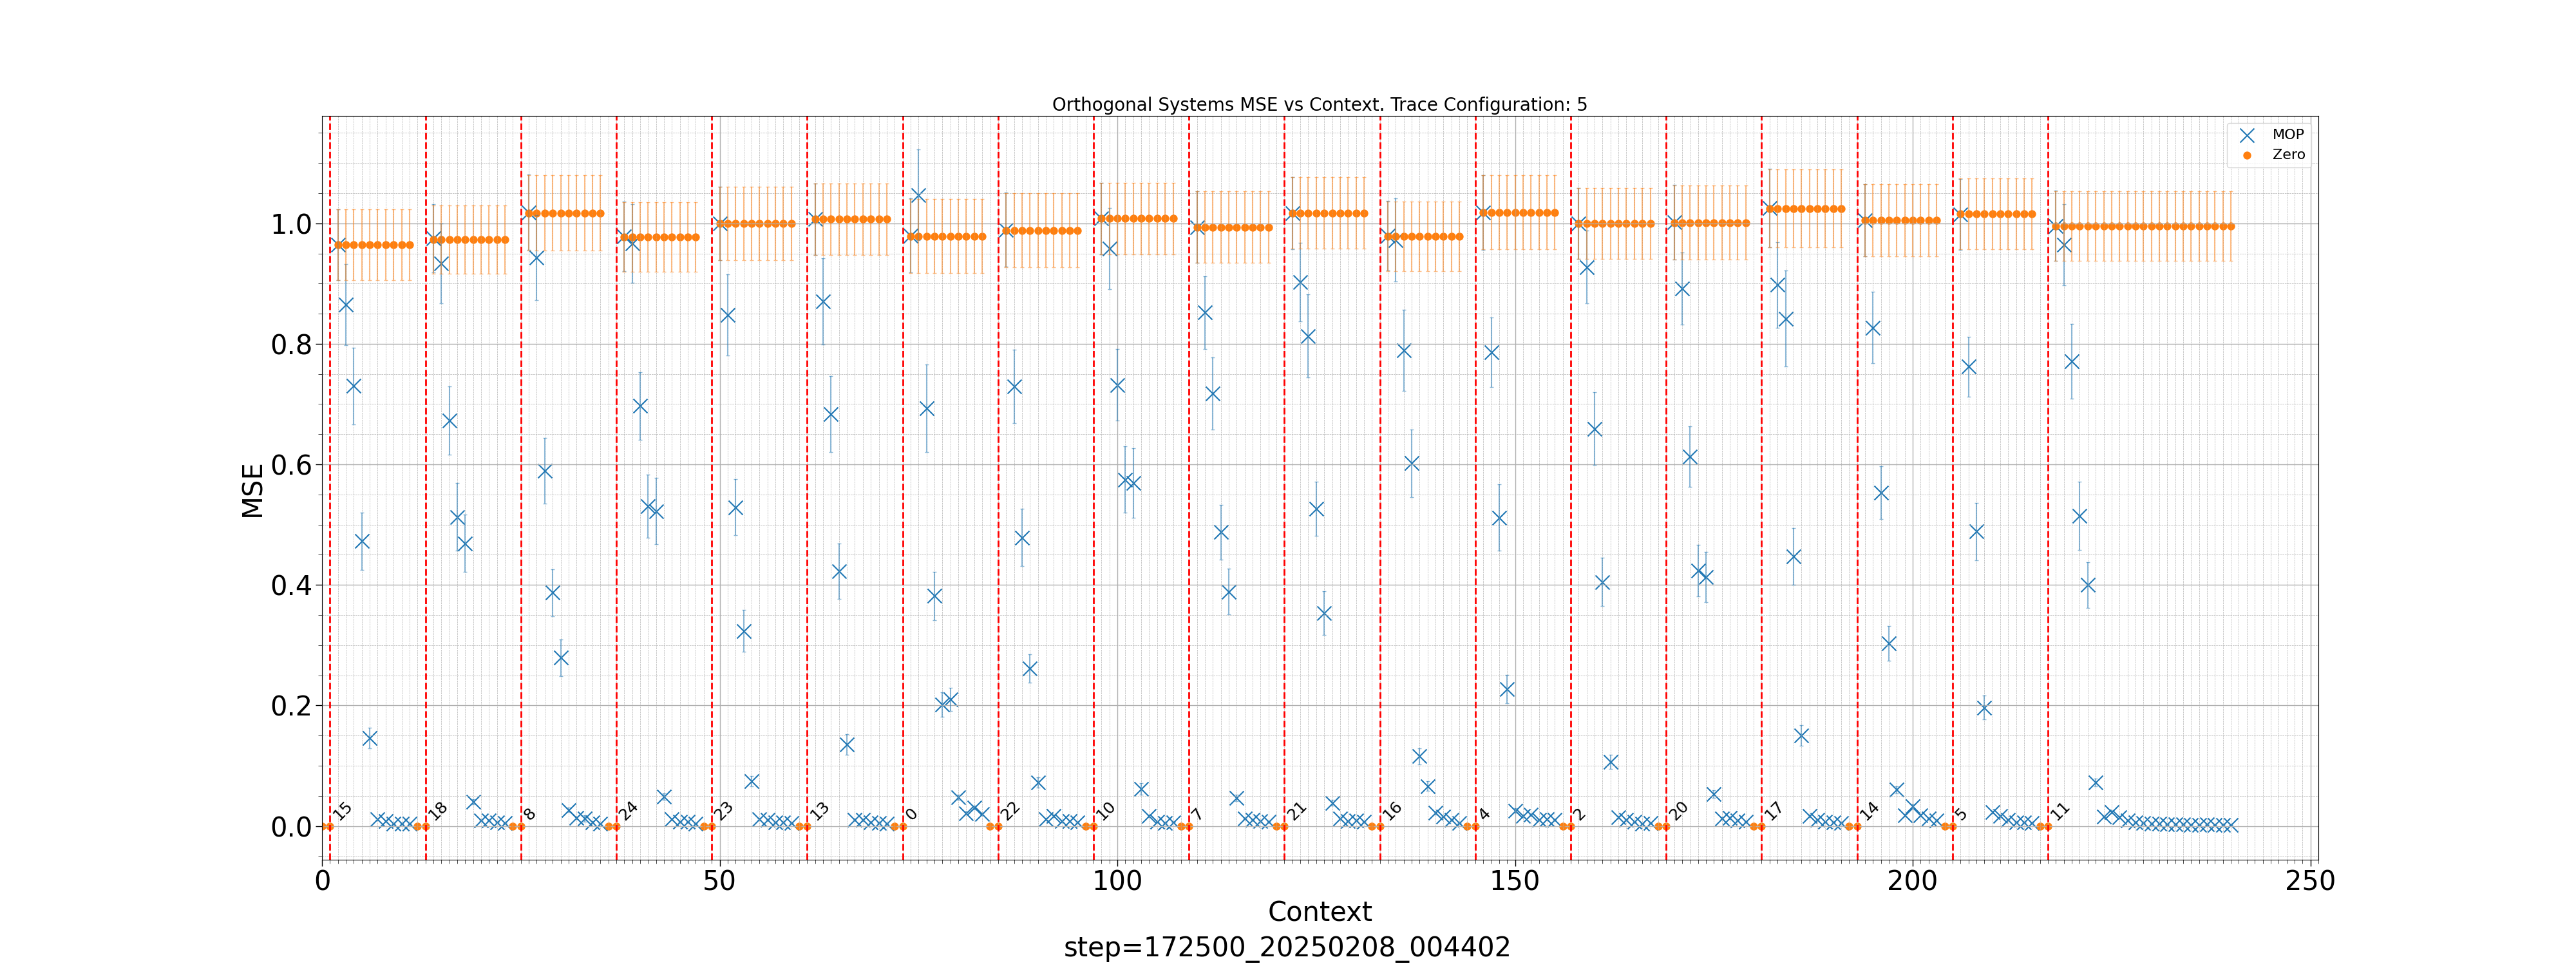 Orthogonal Systems MSE vs Context. Trace Configuration: 5
MOP
Zero
MSE
1.0
0.8
0.6
0.4
0.2
0.0
15 18 8 24 23 13 0 22 10 7 21 16 4 2 20 17 14 5 11
0 50 100 150 200 250
Context
step=172500_20250208_004402